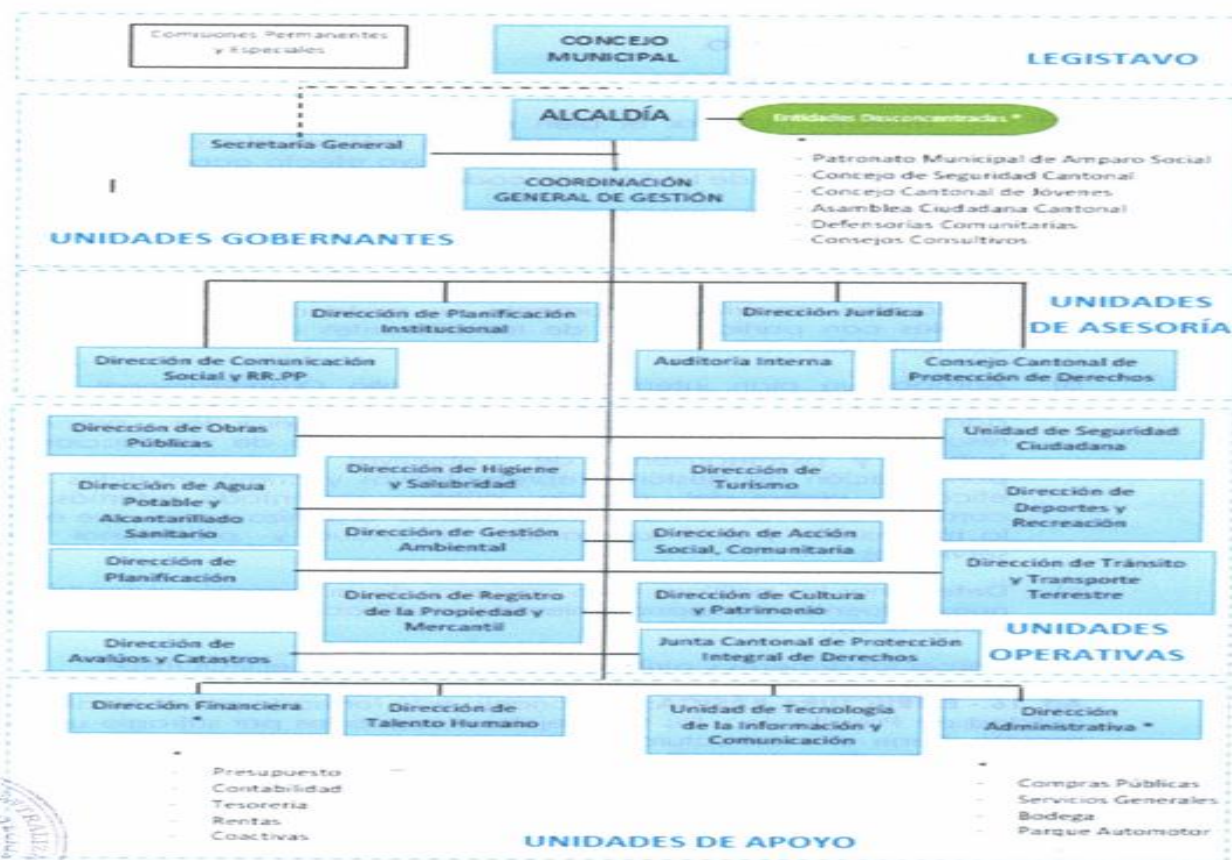 Comisiones Permanentes
y Especiales
CONCEJO
MUNICIPAL
LEGISTAVO
ALCALDÍA
Entidades Desconcentradas *
Secretaría General
*
- Patronato Municipal de Amparo Social
- Concejo de Seguridad Cantonal
- Concejo Cantonal de Jóvenes
- Asamblea Ciudadana Cantonal
- Defensorías Comunitarias
- Consejos Consultivos
COORDINACIÓN
GENERAL DE GESTIÓN
UNIDADES GOBERNANTES
UNIDADES
DE ASESORÍA
Dirección de Planificación
Institucional
Dirección Jurídica
Dirección de Comunicación
Social y RR.PP
Auditoría Interna
Consejo Cantonal de
Protección de Derechos
Dirección de Obras
Públicas
Unidad de Seguridad
Ciudadana
Dirección de Higiene
y Salubridad
Dirección de
Turismo
Dirección de Agua
Potable y
Alcantarillado
Sanitario
Dirección de
Deportes y
Recreación
Dirección de Gestión
Ambiental
Dirección de Acción
Social, Comunitaria
Dirección de
Planificación
Dirección de Tránsito
y Transporte
Terrestre
Dirección de Registro
de la Propiedad y
Mercantil
Dirección de Cultura
y Patrimonio
UNIDADES
OPERATIVAS
Dirección de
Avalúos y Catastros
Junta Cantonal de Protección
Integral de Derechos
Dirección Financiera
*
Dirección de
Talento Humano
Unidad de Tecnología
de la Información y
Comunicación
Dirección
Administrativa *
*
- Presupuesto
- Contabilidad
- Tesorería
- Rentas
- Coactivas
*
- Compras Públicas
- Servicios Generales
- Bodega
- Parque Automotor
UNIDADES DE APOYO